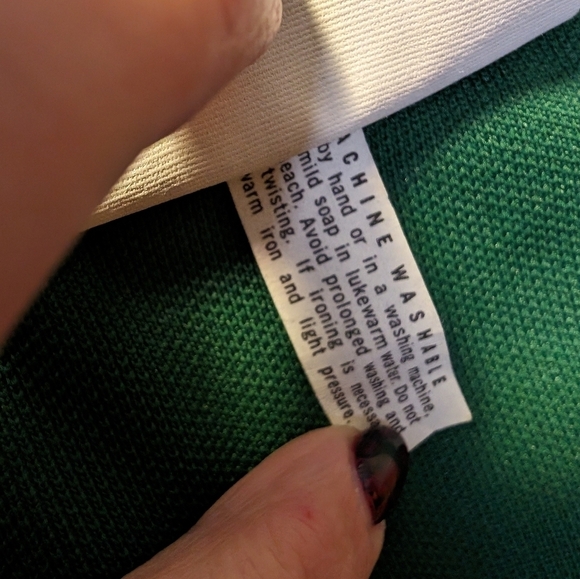 ACHINE WASHABLE
by hand or in a washing machine,
mild soap in lukewarm water. Do not
each. Avoid prolonged washing and
twisting. If ironing is necess
warm iron and light pressure.